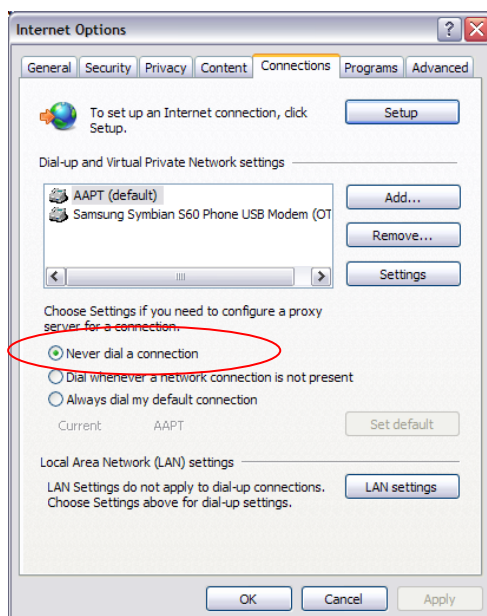 Internet Options
General Security Privacy Content Connections Programs Advanced
To set up an Internet connection, click
Setup.
Setup
Dial-up and Virtual Private Network settings
AAPT (default)
Samsung Symbian S60 Phone USB Modem (OT
Add...
Remove...
Settings
Choose Settings if you need to configure a proxy
server for a connection.
Never dial a connection
Dial whenever a network connection is not present
Always dial my default connection
Current AAPT
Set default
Local Area Network (LAN) settings
LAN Settings do not apply to dial-up connections.
Choose Settings above for dial-up settings.
LAN settings
OK Cancel Apply